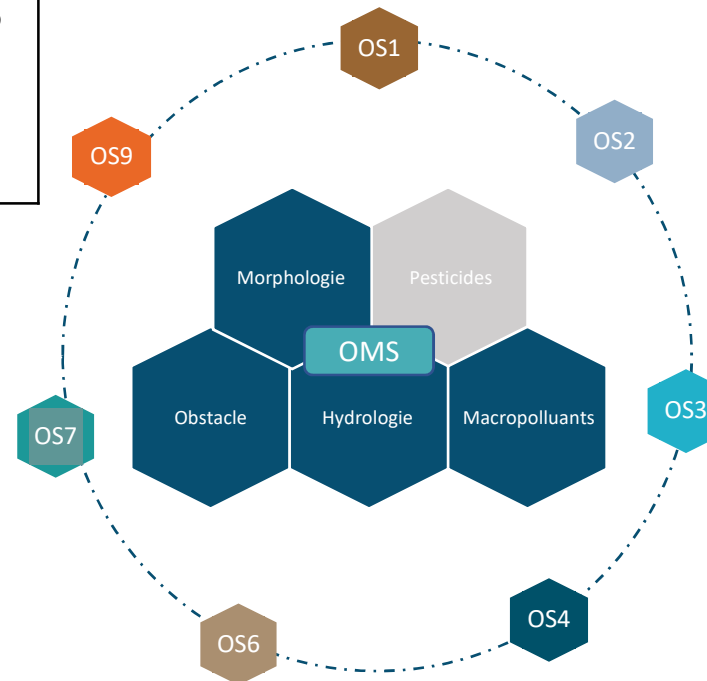 OS1
OS2
OS9
Morphologie
Pesticides
OMS
Obstacle
Hydrologie
Macropolluants
OS3
OS7
OS4
OS6